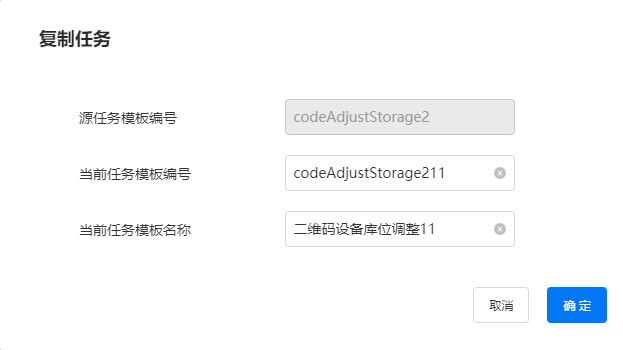 复制任务
源任务模板编号
codeAdjustStorage2
当前任务模板编号
codeAdjustStorage211
当前任务模板名称
二维码设备库位调整11
取消
确 定